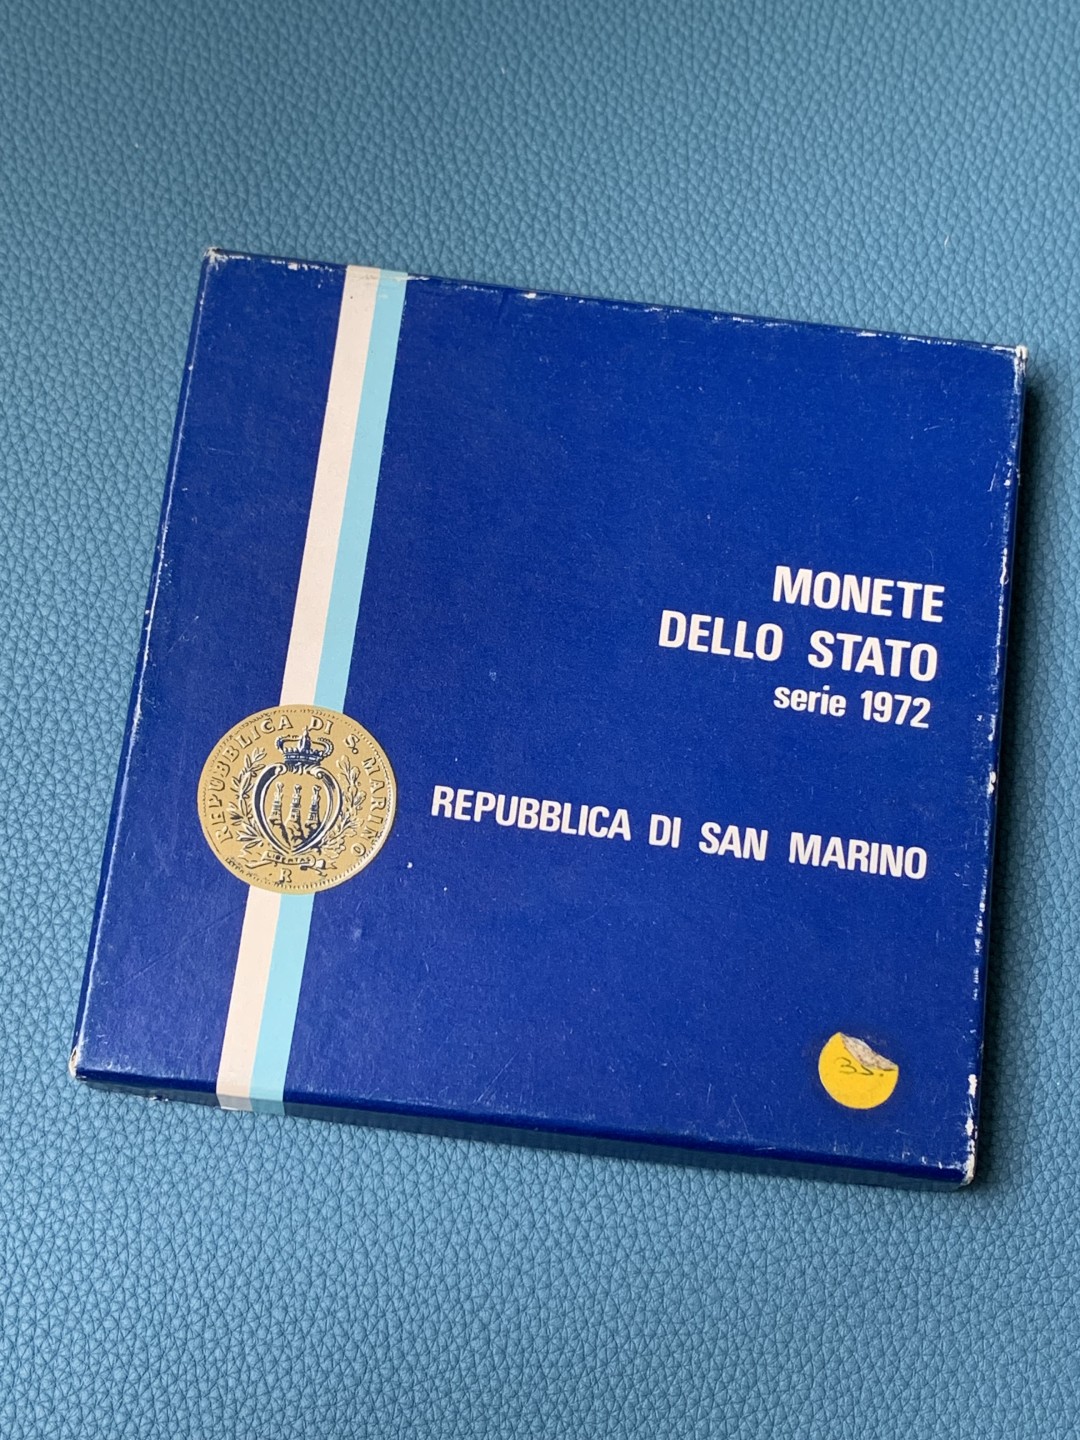 MONETE
DELLO STATO
serie 1972
REPUBBLICA DI SAN MARINO
REPUBBLICA DI S. MARINO
LIBERTAS
R